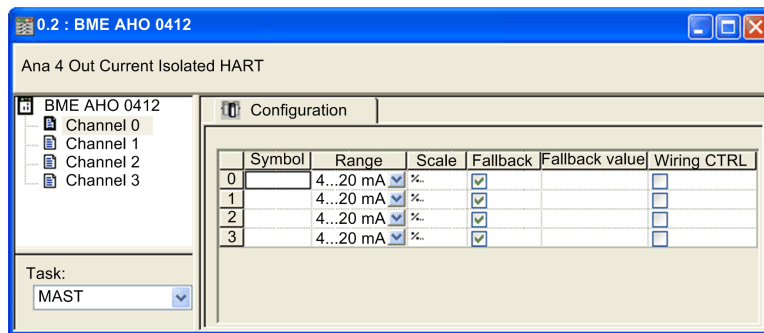 0.2 : BME AHO 0412
Ana 4 Out Current Isolated HART
BME AHO 0412
Channel 0
Channel 1
Channel 2
Channel 3
Task:
MAST
Configuration
Symbol Range Scale Fallback Fallback value Wiring CTRL
0 4...20 mA %..
1 4...20 mA %..
2 4...20 mA %..
3 4...20 mA %..